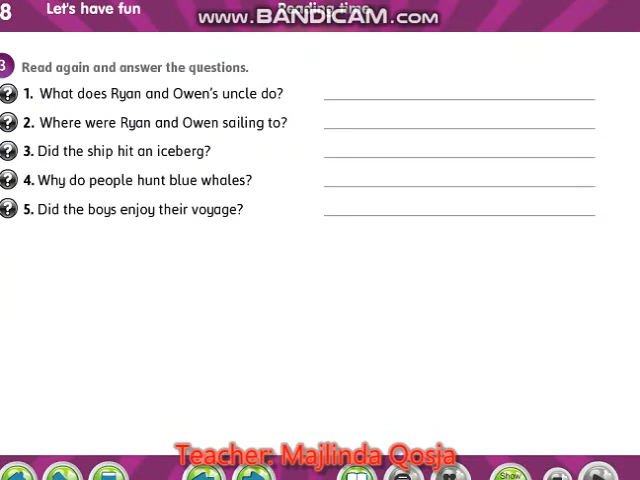 8 Let's have fun Reading time
www.BANDICAM.com
3 Read again and answer the questions.
? 1. What does Ryan and Owen's uncle do?
? 2. Where were Ryan and Owen sailing to?
? 3. Did the ship hit an iceberg?
? 4. Why do people hunt blue whales?
? 5. Did the boys enjoy their voyage?
Teacher: Majlinda Qosja
Show